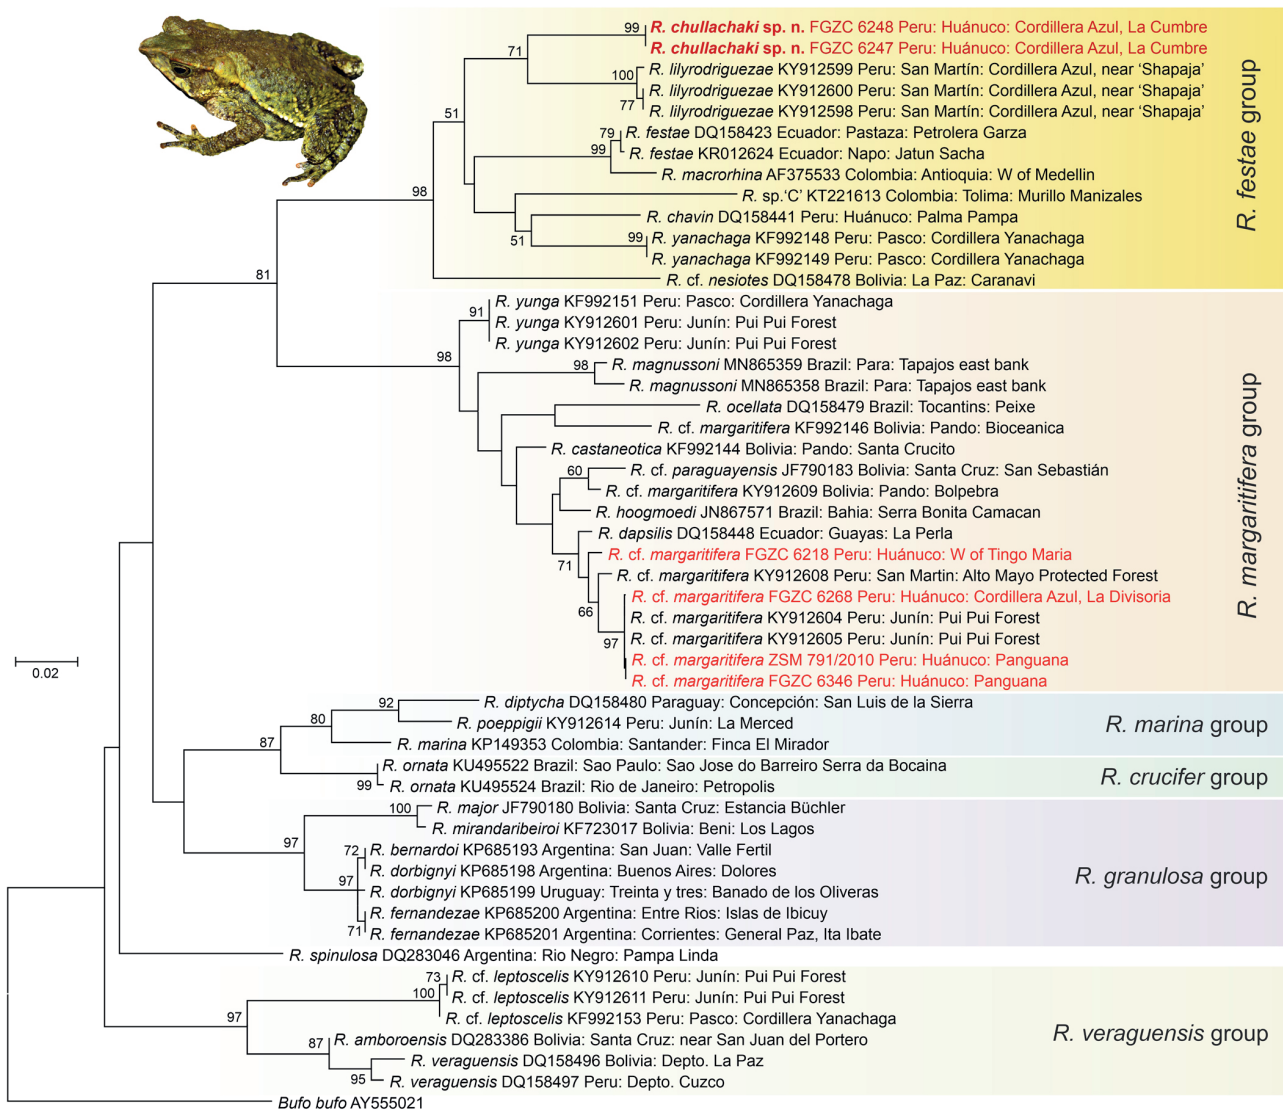 99
R. chullachaki sp. n. FGZC 6248 Peru: Huánuco: Cordillera Azul, La Cumbre
R. chullachaki sp. n. FGZC 6247 Peru: Huánuco: Cordillera Azul, La Cumbre
71
R. lilyrodriguezae KY912599 Peru: San Martín: Cordillera Azul, near ‘Shapaja’
100
R. lilyrodriguezae KY912600 Peru: San Martín: Cordillera Azul, near ‘Shapaja’
77
R. lilyrodriguezae KY912598 Peru: San Martín: Cordillera Azul, near ‘Shapaja’
51
79
R. festae DQ158423 Ecuador: Pastaza: Petrolera Garza
99
R. festae KR012624 Ecuador: Napo: Jatun Sacha
R. macrorhina AF375533 Colombia: Antioquia: W of Medellin
98
R. sp.‘C’ KT221613 Colombia: Tolima: Murillo Manizales
R. chavin DQ158441 Peru: Huánuco: Palma Pampa
51
99
R. yanachaga KF992148 Peru: Pasco: Cordillera Yanachaga
R. yanachaga KF992149 Peru: Pasco: Cordillera Yanachaga
R. cf. nesiotes DQ158478 Bolivia: La Paz: Caranavi
R. festae group
81
R. yunga KF992151 Peru: Pasco: Cordillera Yanachaga
91
R. yunga KY912601 Peru: Junín: Pui Pui Forest
R. yunga KY912602 Peru: Junín: Pui Pui Forest
98
98
R. magnussoni MN865359 Brazil: Para: Tapajos east bank
R. magnussoni MN865358 Brazil: Para: Tapajos east bank
R. ocellata DQ158479 Brazil: Tocantins: Peixe
R. cf. margaritifera KF992146 Bolivia: Pando: Bioceanica
R. castaneotica KF992144 Bolivia: Pando: Santa Crucito
60
R. cf. paraguayensis JF790183 Bolivia: Santa Cruz: San Sebastián
R. cf. margaritifera KY912609 Bolivia: Pando: Bolpebra
R. hoogmoedi JN867571 Brazil: Bahia: Serra Bonita Camacan
R. dapsilis DQ158448 Ecuador: Guayas: La Perla
71
R. cf. margaritifera FGZC 6218 Peru: Huánuco: W of Tingo Maria
R. cf. margaritifera KY912608 Peru: San Martin: Alto Mayo Protected Forest
66
R. cf. margaritifera FGZC 6268 Peru: Huánuco: Cordillera Azul, La Divisoria
R. cf. margaritifera KY912604 Peru: Junín: Pui Pui Forest
97
R. cf. margaritifera KY912605 Peru: Junín: Pui Pui Forest
R. cf. margaritifera ZSM 791/2010 Peru: Huánuco: Panguana
R. cf. margaritifera FGZC 6346 Peru: Huánuco: Panguana
R. margaritifera group
0.02
92
R. diptycha DQ158480 Paraguay: Concepción: San Luis de la Sierra
80
R. poeppigii KY912614 Peru: Junín: La Merced
R. marina KP149353 Colombia: Santander: Finca El Mirador
R. marina group
87
R. ornata KU495522 Brazil: Sao Paulo: Sao Jose do Barreiro Serra da Bocaina
99
R. ornata KU495524 Brazil: Rio de Janeiro: Petropolis
R. crucifer group
100
R. major JF790180 Bolivia: Santa Cruz: Estancia Büchler
R. mirandaribeiroi KF723017 Bolivia: Beni: Los Lagos
97
72
R. bernardoi KP685193 Argentina: San Juan: Valle Fertil
R. dorbignyi KP685198 Argentina: Buenos Aires: Dolores
97
R. dorbignyi KP685199 Uruguay: Treinta y tres: Banado de los Oliveras
R. fernandezae KP685200 Argentina: Entre Rios: Islas de Ibicuy
71
R. fernandezae KP685201 Argentina: Corrientes: General Paz, Ita Ibate
R. granulosa group
R. spinulosa DQ283046 Argentina: Rio Negro: Pampa Linda
73
R. cf. leptoscelis KY912610 Peru: Junín: Pui Pui Forest
100
R. cf. leptoscelis KY912611 Peru: Junín: Pui Pui Forest
R. cf. leptoscelis KF992153 Peru: Pasco: Cordillera Yanachaga
97
87
R. amboroensis DQ283386 Bolivia: Santa Cruz: near San Juan del Portero
R. veraguensis DQ158496 Bolivia: Depto. La Paz
95
R. veraguensis DQ158497 Peru: Depto. Cuzco
R. veraguensis group
Bufo bufo AY555021